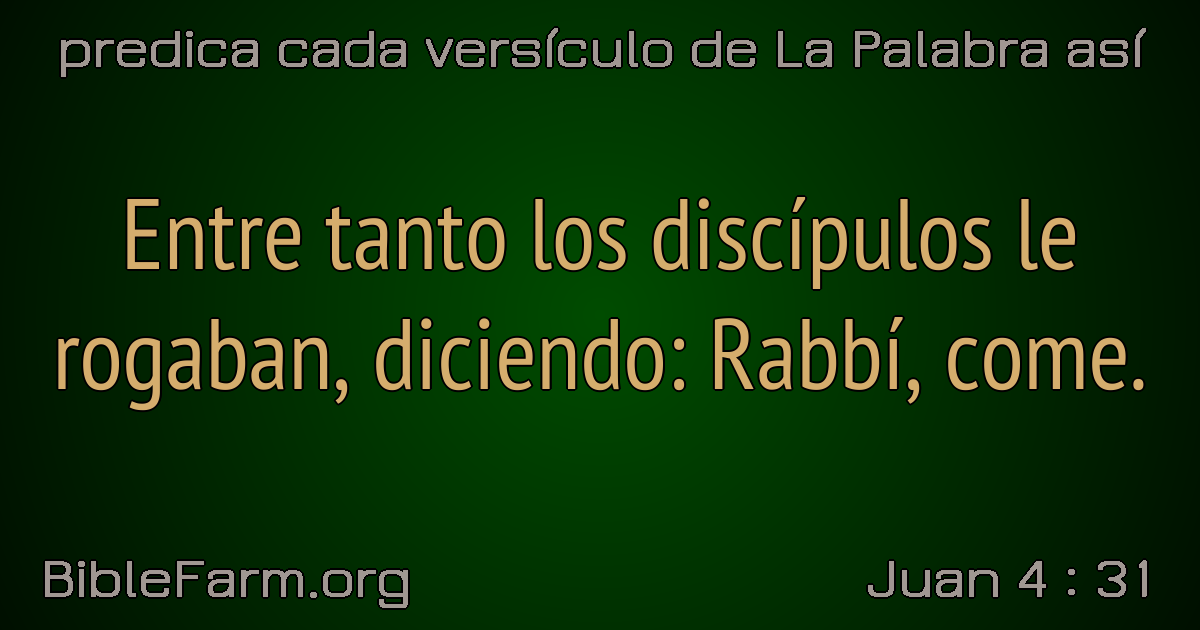 predica cada versículo de La Palabra así
Entre tanto los discípulos le
rogaban, diciendo: Rabbí, come.
BibleFarm.org
Juan 4 : 31